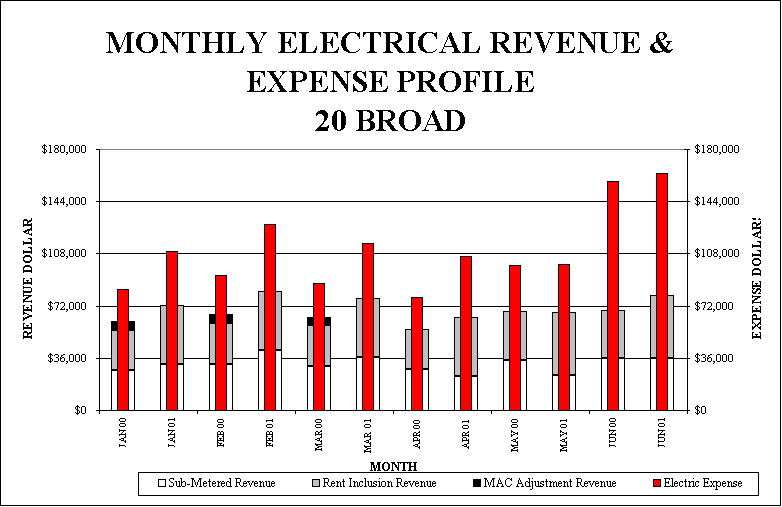 MONTHLY ELECTRICAL REVENUE &
EXPENSE PROFILE
20 BROAD
$180,000
$144,000
$108,000
$72,000
$36,000
$0
REVENUE DOLLAR
$180,000
$144,000
$108,000
$72,000
$36,000
$0
EXPENSE DOLLAR!
JAN 00
JAN 01
FEB 00
FEB 01
MAR 00
MAR 01
APR 00
APR 01
MAY 00
MAY 01
JUN 00
JUN 01
MONTH
Sub-Metered Revenue
Rent Inclusion Revenue
MAC Adjustment Revenue
Electric Expense